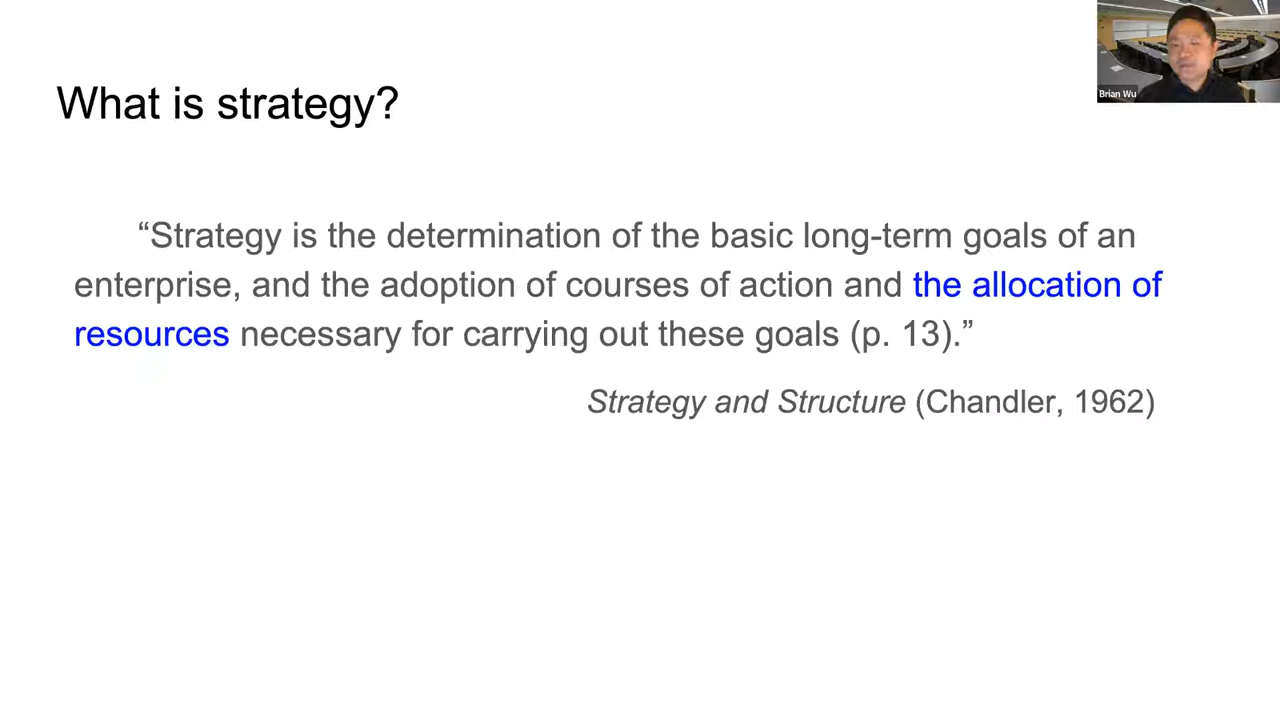 Brian Wu
What is strategy?
“Strategy is the determination of the basic long-term goals of an
enterprise, and the adoption of courses of action and the allocation of
resources necessary for carrying out these goals (p. 13).”
Strategy and Structure (Chandler, 1962)